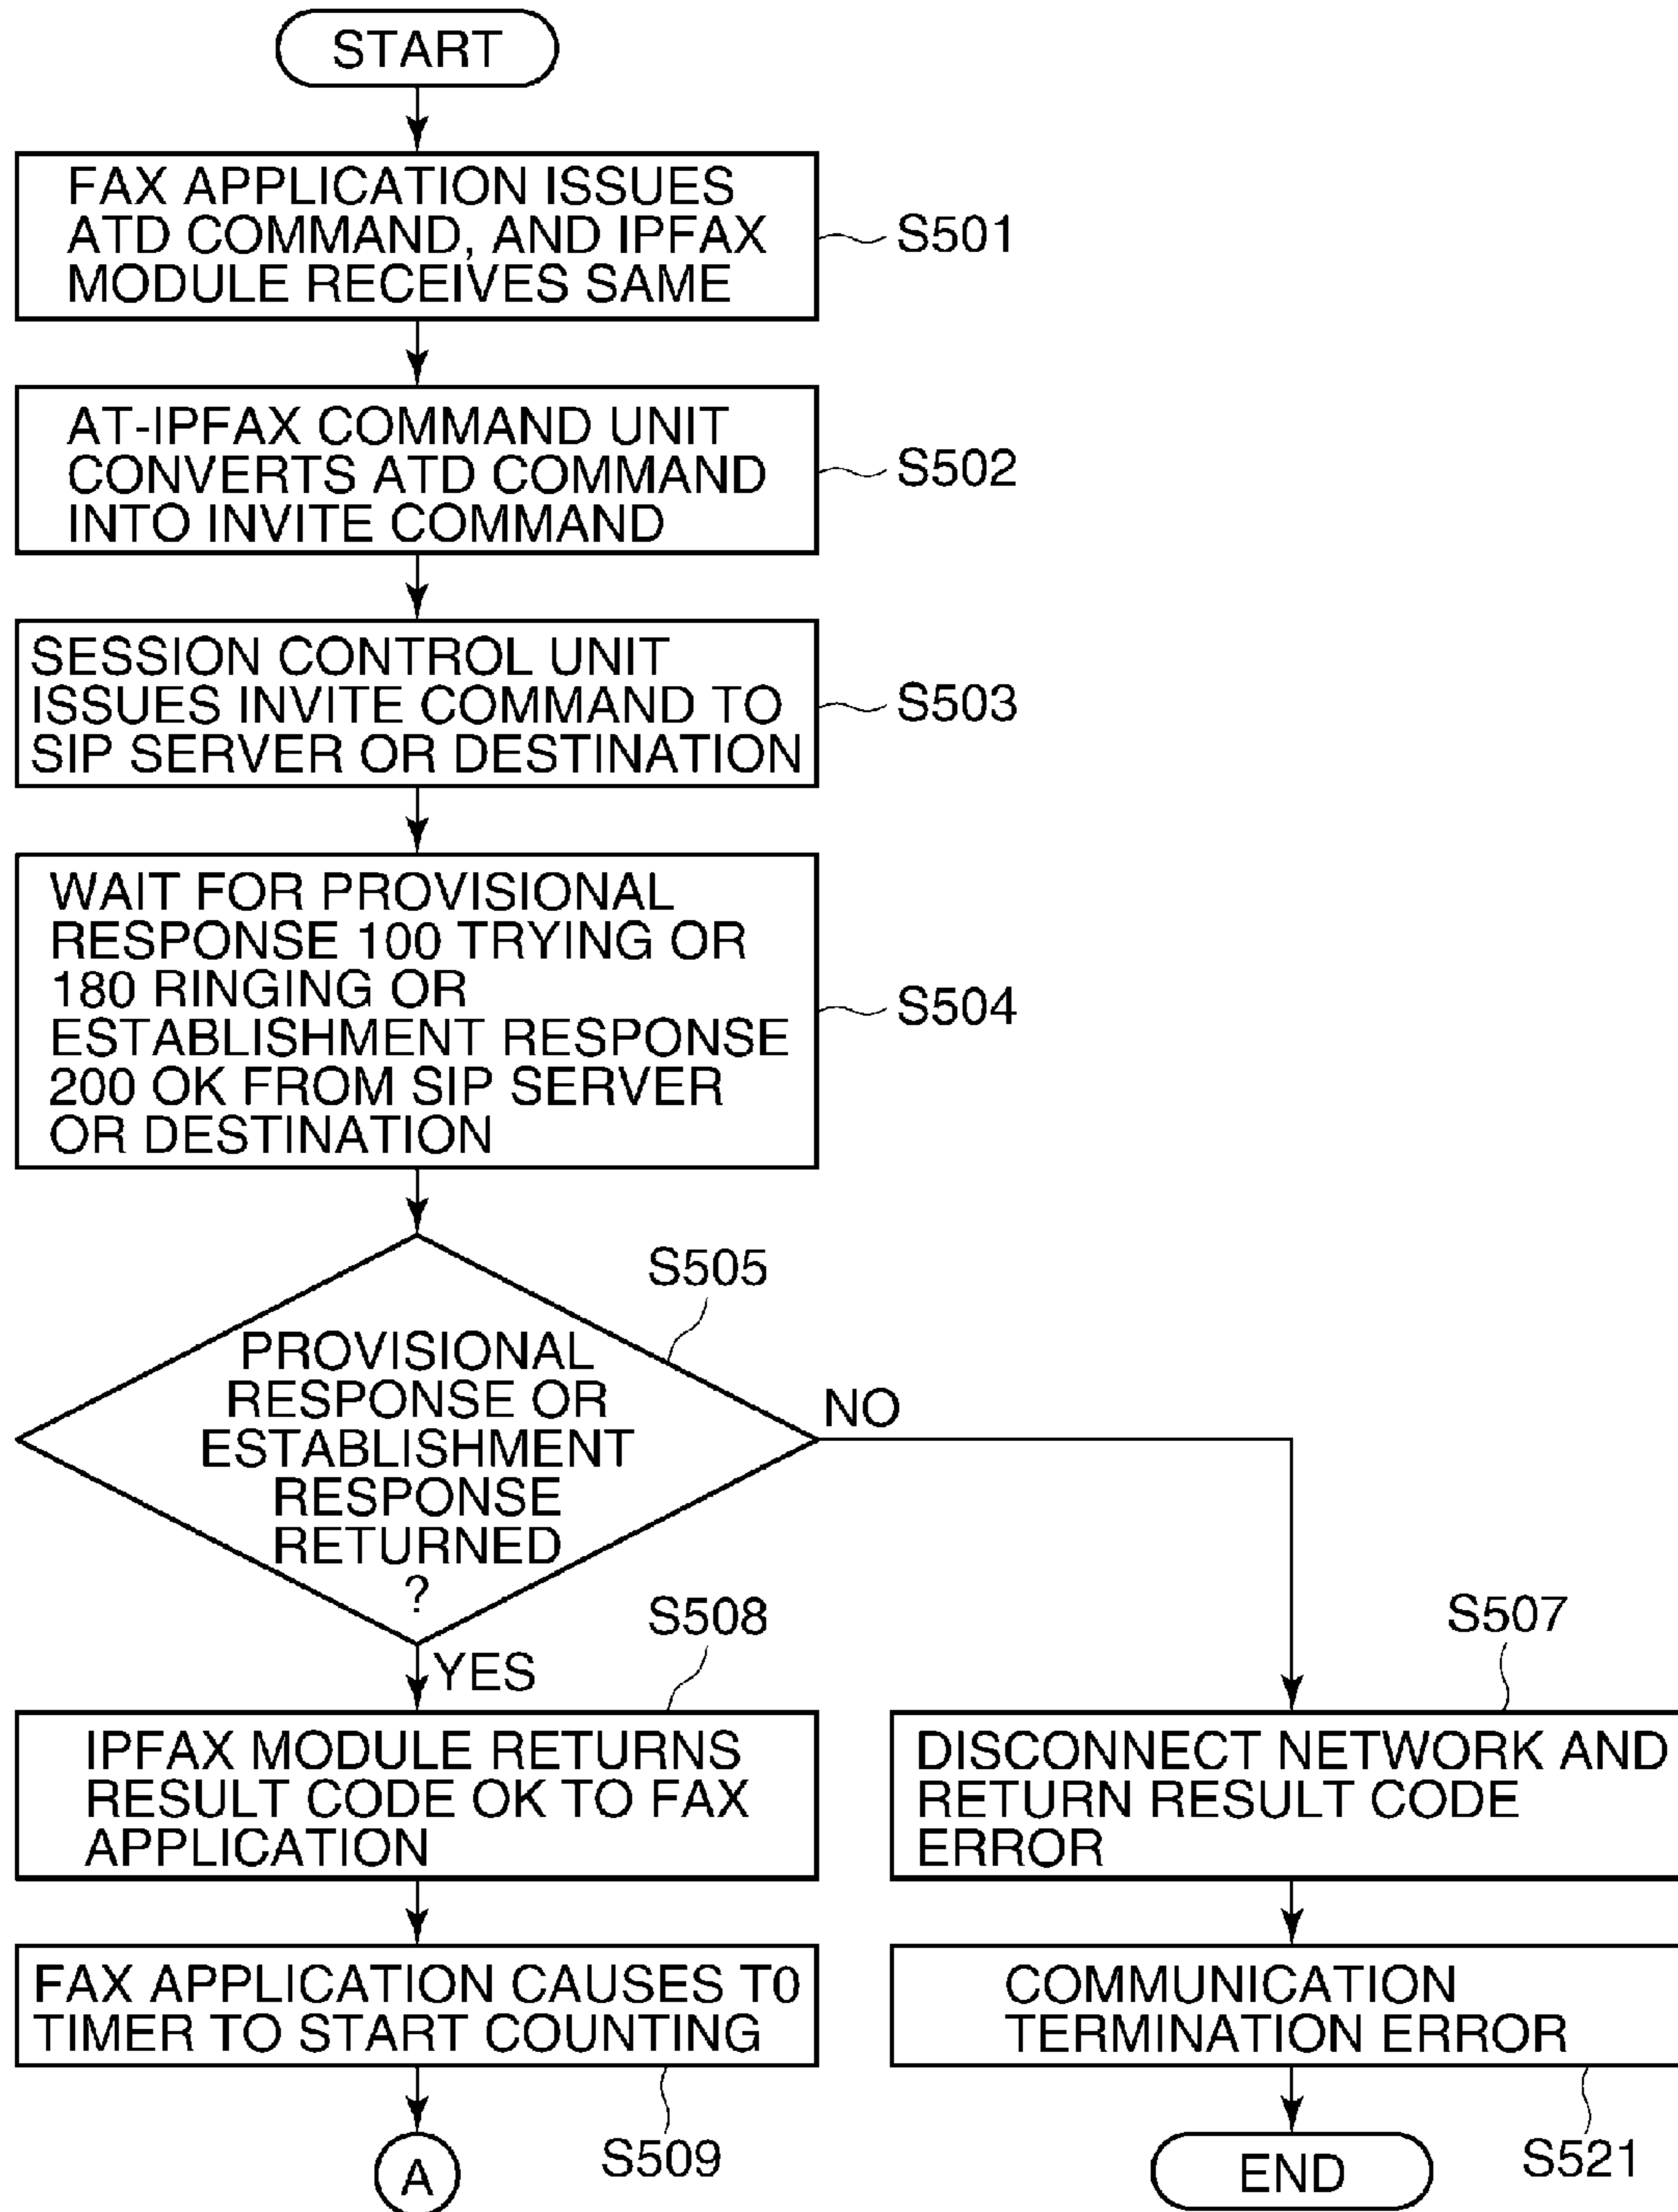 START
FAX APPLICATION ISSUES
ATD COMMAND, AND IPFAX
MODULE RECEIVES SAME
S501
AT-IPFAX COMMAND UNIT
CONVERTS ATD COMMAND
INTO INVITE COMMAND
S502
SESSION CONTROL UNIT
ISSUES INVITE COMMAND TO
SIP SERVER OR DESTINATION
S503
WAIT FOR PROVISIONAL
RESPONSE 100 TRYING OR
180 RINGING OR
ESTABLISHMENT RESPONSE
200 OK FROM SIP SERVER
OR DESTINATION
S504
S505
PROVISIONAL
RESPONSE OR
ESTABLISHMENT
RESPONSE
RETURNED
?
NO
YES
S508
IPFAX MODULE RETURNS
RESULT CODE OK TO FAX
APPLICATION
S507
DISCONNECT NETWORK AND
RETURN RESULT CODE
ERROR
FAX APPLICATION CAUSES T0
TIMER TO START COUNTING
S509
COMMUNICATION
TERMINATION ERROR
S521
A
END